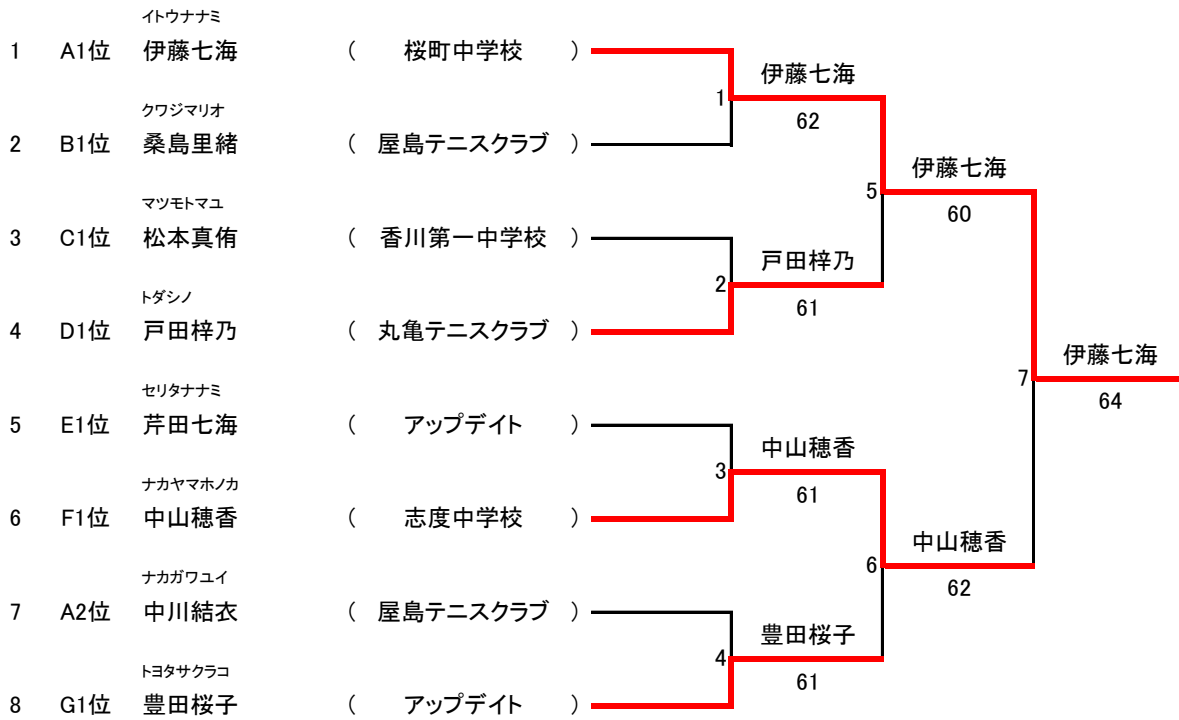 イトウナナミ
1 A1位 伊藤七海 ( 桜町中学校 )
伊藤七海
1
62
クワジマリオ
2 B1位 桑島里緒 ( 屋島テニスクラブ )
伊藤七海
5
60
マツモトマユ
3 C1位 松本真侑 ( 香川第一中学校 )
戸田梓乃
2
61
トダシノ
4 D1位 戸田梓乃 ( 丸亀テニスクラブ )
伊藤七海
7
64
セリタナナミ
5 E1位 芹田七海 ( アップデイト )
中山穂香
3
61
ナカヤマホノカ
6 F1位 中山穂香 ( 志度中学校 )
中山穂香
6
62
ナカガワユイ
7 A2位 中川結衣 ( 屋島テニスクラブ )
豊田桜子
4
61
トヨタサクラコ
8 G1位 豊田桜子 ( アップデイト )